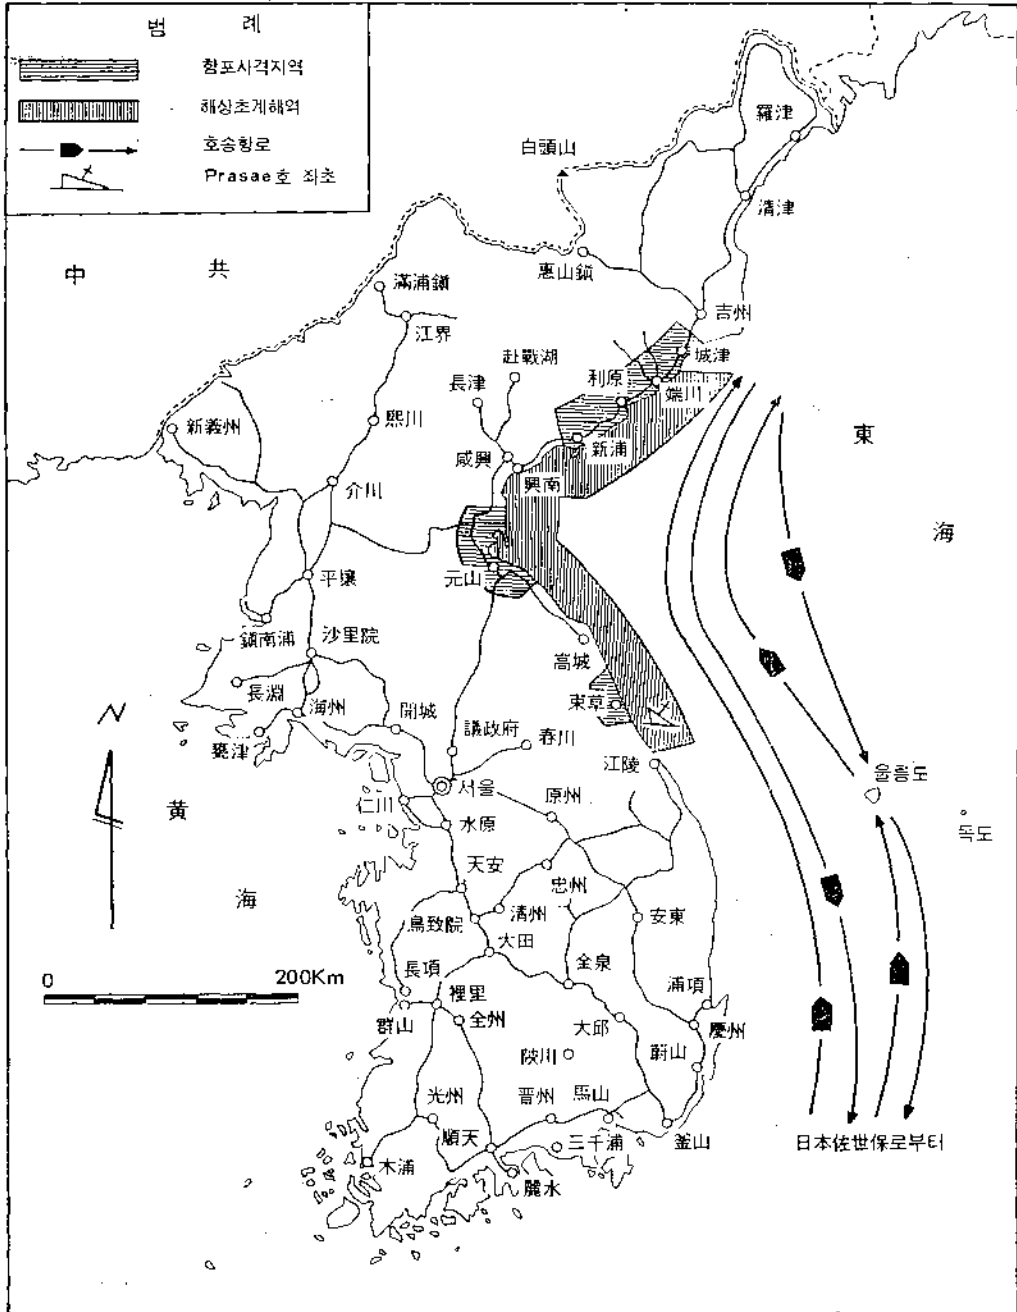 범 례
함포사격지역
해상초계해역
호송항로
Prasae호 좌초
羅津
白頭山
清津
中 共
惠山鎭
滿浦鎭
吉州
江界
城津
赴戰湖
利原
端川
長津
新義州
熙川
新浦
東
咸興
興南
介川
海
元山
平壤
鎭南浦
沙里院
高城
長淵
東草
海州
開城
N
甕津
議政府
春川
江陵
울릉도
서울
仁川
原州
黄
水原
독도
天安
忠州
海
鳥致院
清州
安東
大田
0 200Km
長項
金泉
浦項
裡里
群山
全州
大邱
慶州
陜川
蔚山
光州
晋州
馬山
順天
三千浦
釜山
日本佐世保로부터
木浦
麗水